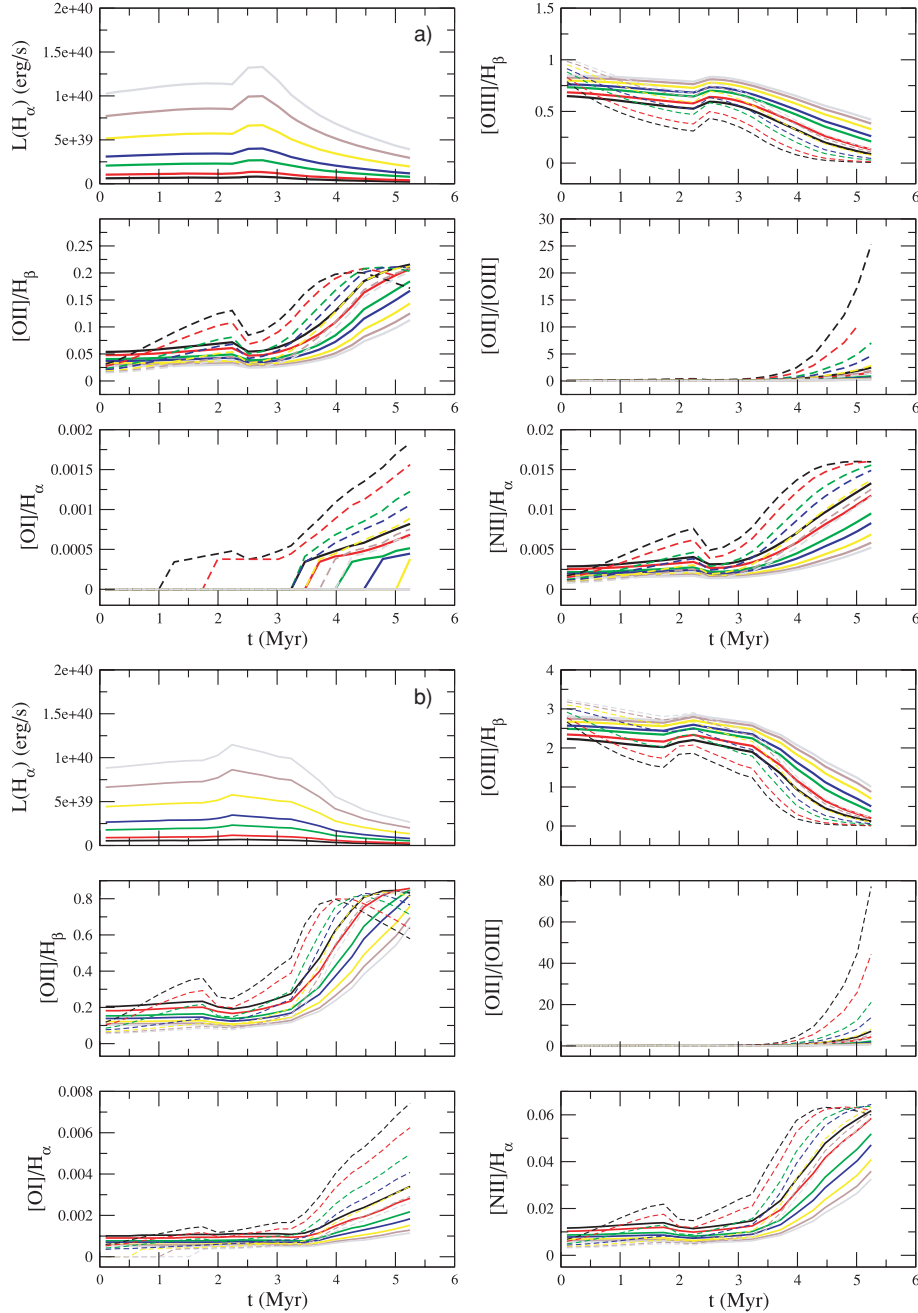 a)
L(Hα) (erg/s)
2e+40
1.5e+40
1e+40
5e+39
0
0 1 2 3 4 5 6
[OIII]/Hβ
1.5
1
0.5
0
0 1 2 3 4 5 6
[OII]/Hβ
0.25
0.2
0.15
0.1
0.05
0
0 1 2 3 4 5 6
[OII]/[OIII]
30
25
20
15
10
5
0
0 1 2 3 4 5 6
[OI]/Hα
0.002
0.0015
0.001
0.0005
0
0 1 2 3 4 5 6
t (Myr)
[NII]/Hα
0.02
0.015
0.01
0.005
0
0 1 2 3 4 5 6
t (Myr)
b)
L(Hα) (erg/s)
2e+40
1.5e+40
1e+40
5e+39
0
0 1 2 3 4 5 6
[OIII]/Hβ
4
3
2
1
0
0 1 2 3 4 5 6
[OII]/Hβ
0.8
0.6
0.4
0.2
0
0 1 2 3 4 5 6
[OII]/[OIII]
80
60
40
20
0
0 1 2 3 4 5 6
[OI]/Hα
0.008
0.006
0.004
0.002
0
0 1 2 3 4 5 6
t (Myr)
[NII]/Hα
0.06
0.04
0.02
0
0 1 2 3 4 5 6
t (Myr)